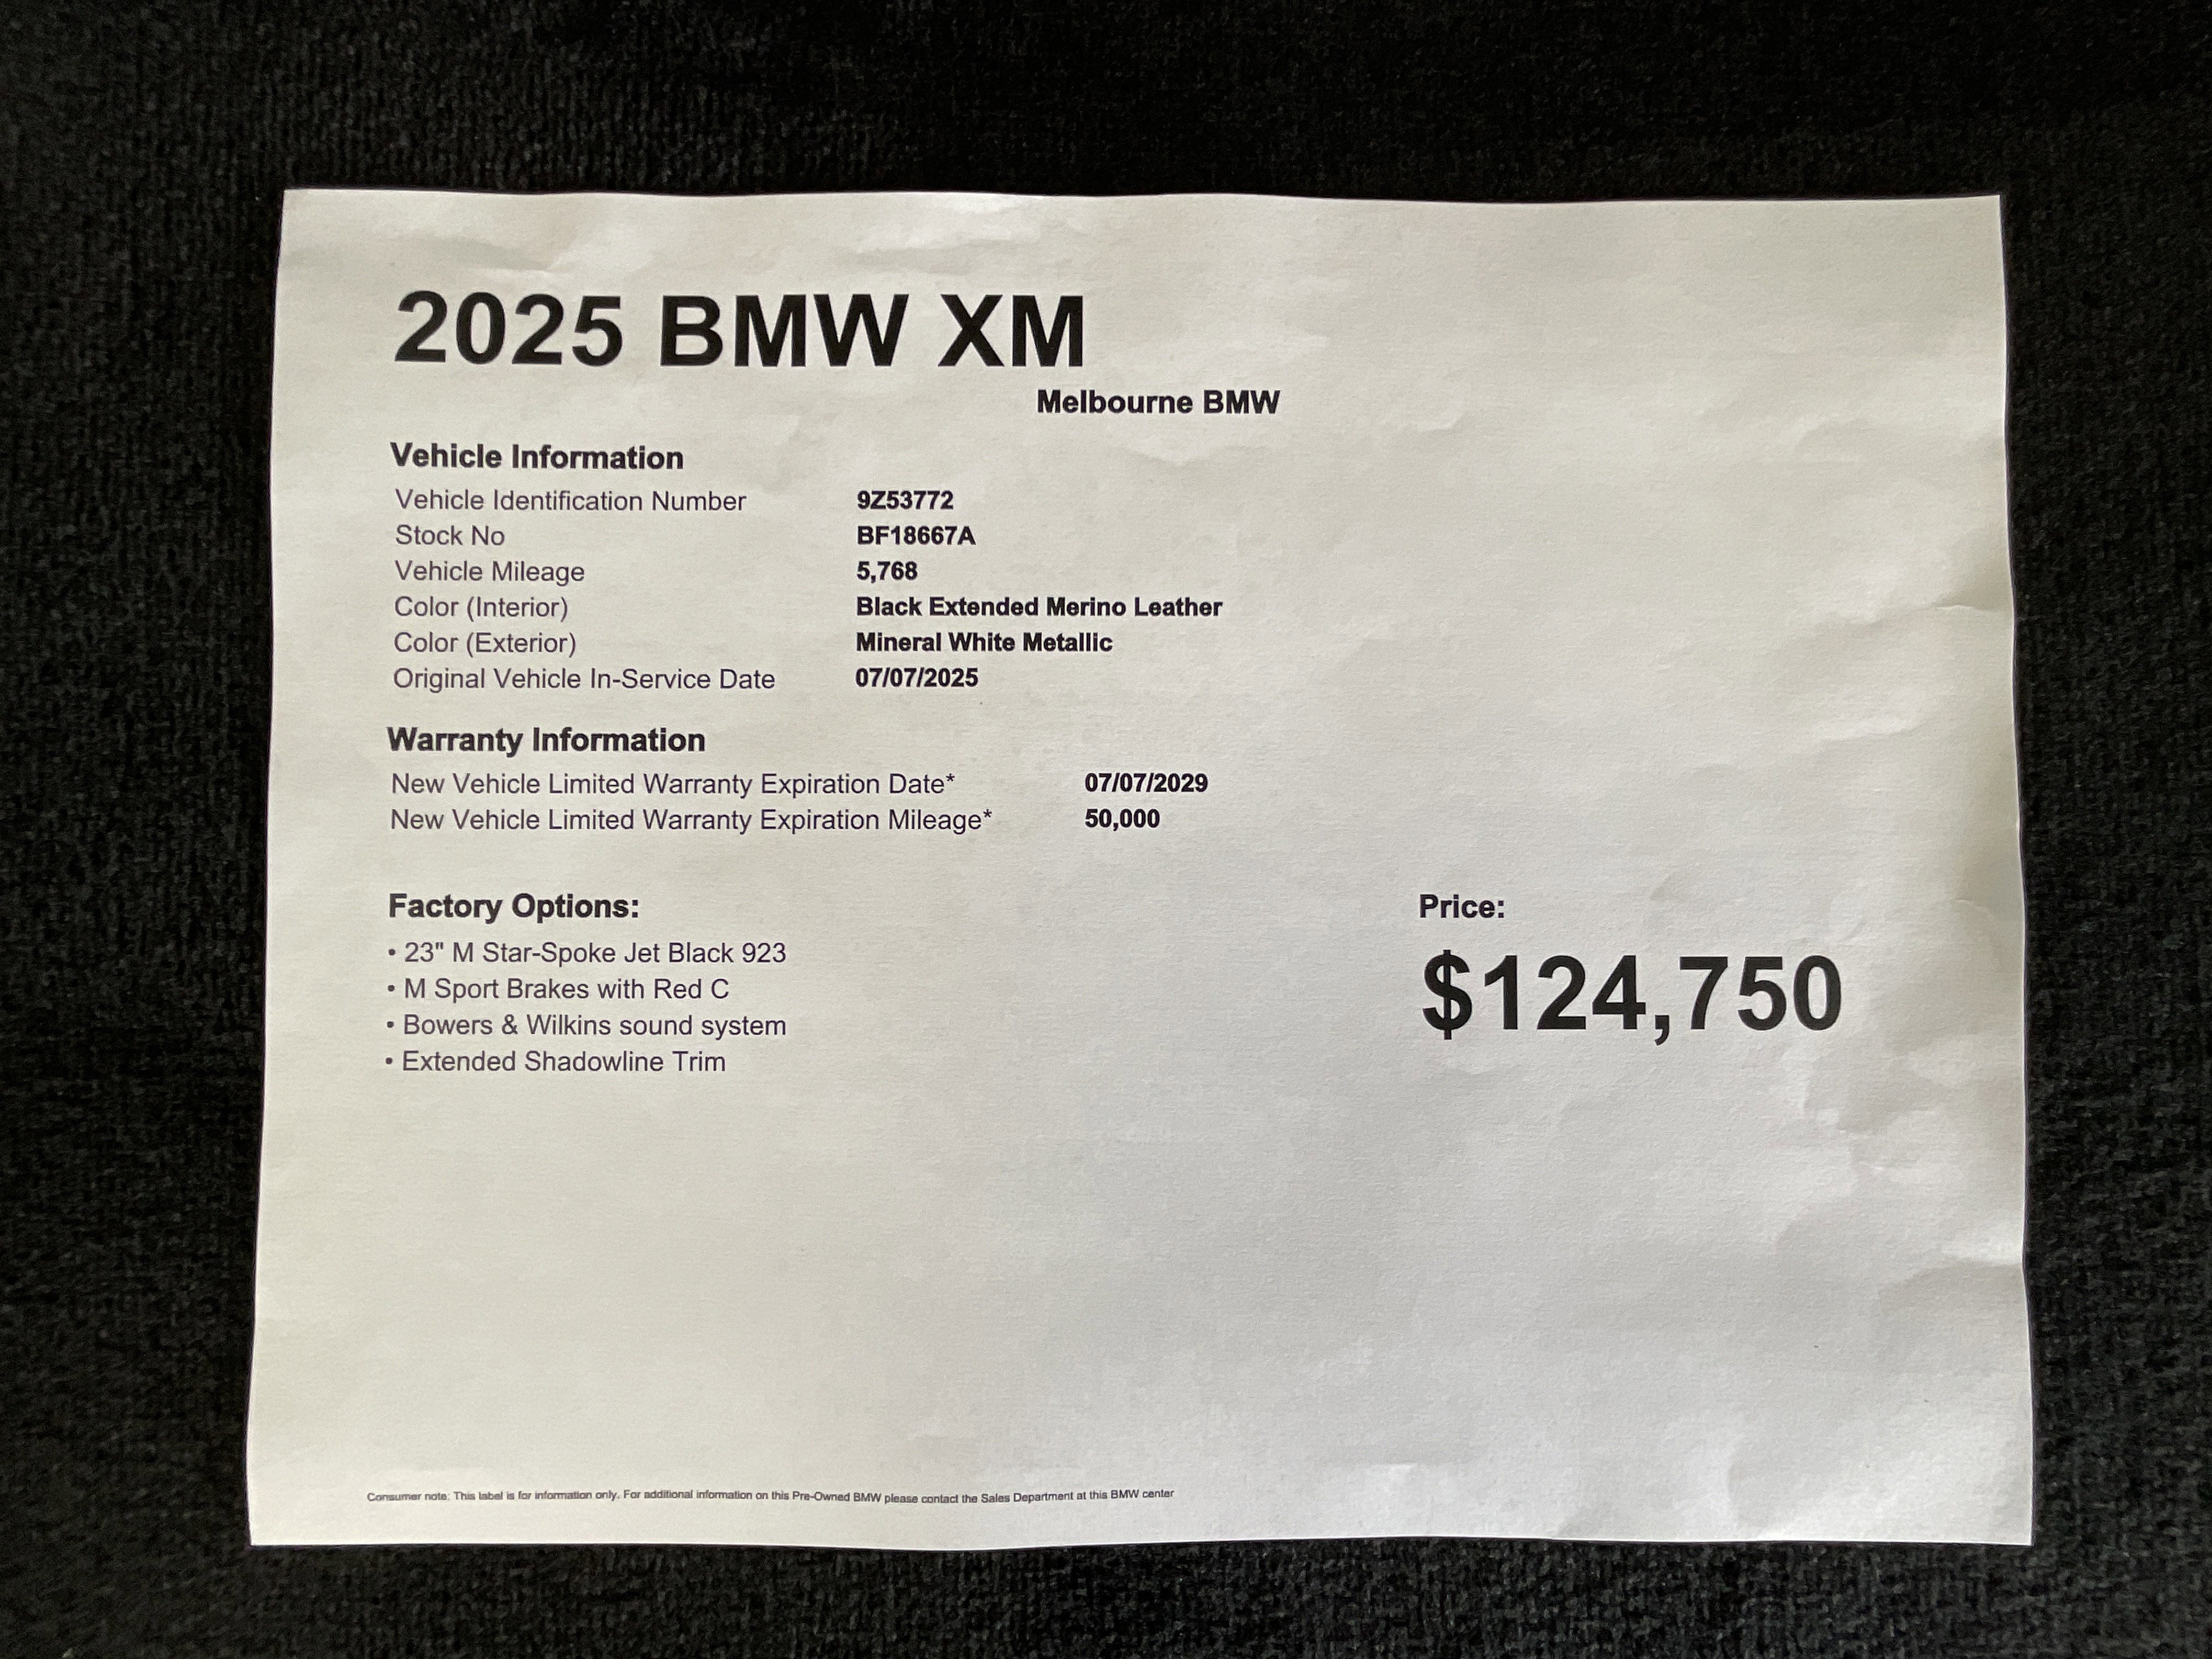 2025 BMW XM
Melbourne BMW
Vehicle Information
Vehicle Identification Number 9Z53772
Stock No BF18667A
Vehicle Mileage 5,768
Color (Interior) Black Extended Merino Leather
Color (Exterior) Mineral White Metallic
Original Vehicle In-Service Date 07/07/2025
Warranty Information
New Vehicle Limited Warranty Expiration Date* 07/07/2029
New Vehicle Limited Warranty Expiration Mileage* 50,000
Factory Options:
• 23" M Star-Spoke Jet Black 923
• M Sport Brakes with Red C
• Bowers & Wilkins sound system
• Extended Shadowline Trim
Price:
$124,750
Consumer note: This label is for information only. For additional information on this Pre-Owned BMW please contact the Sales Department at this BMW center